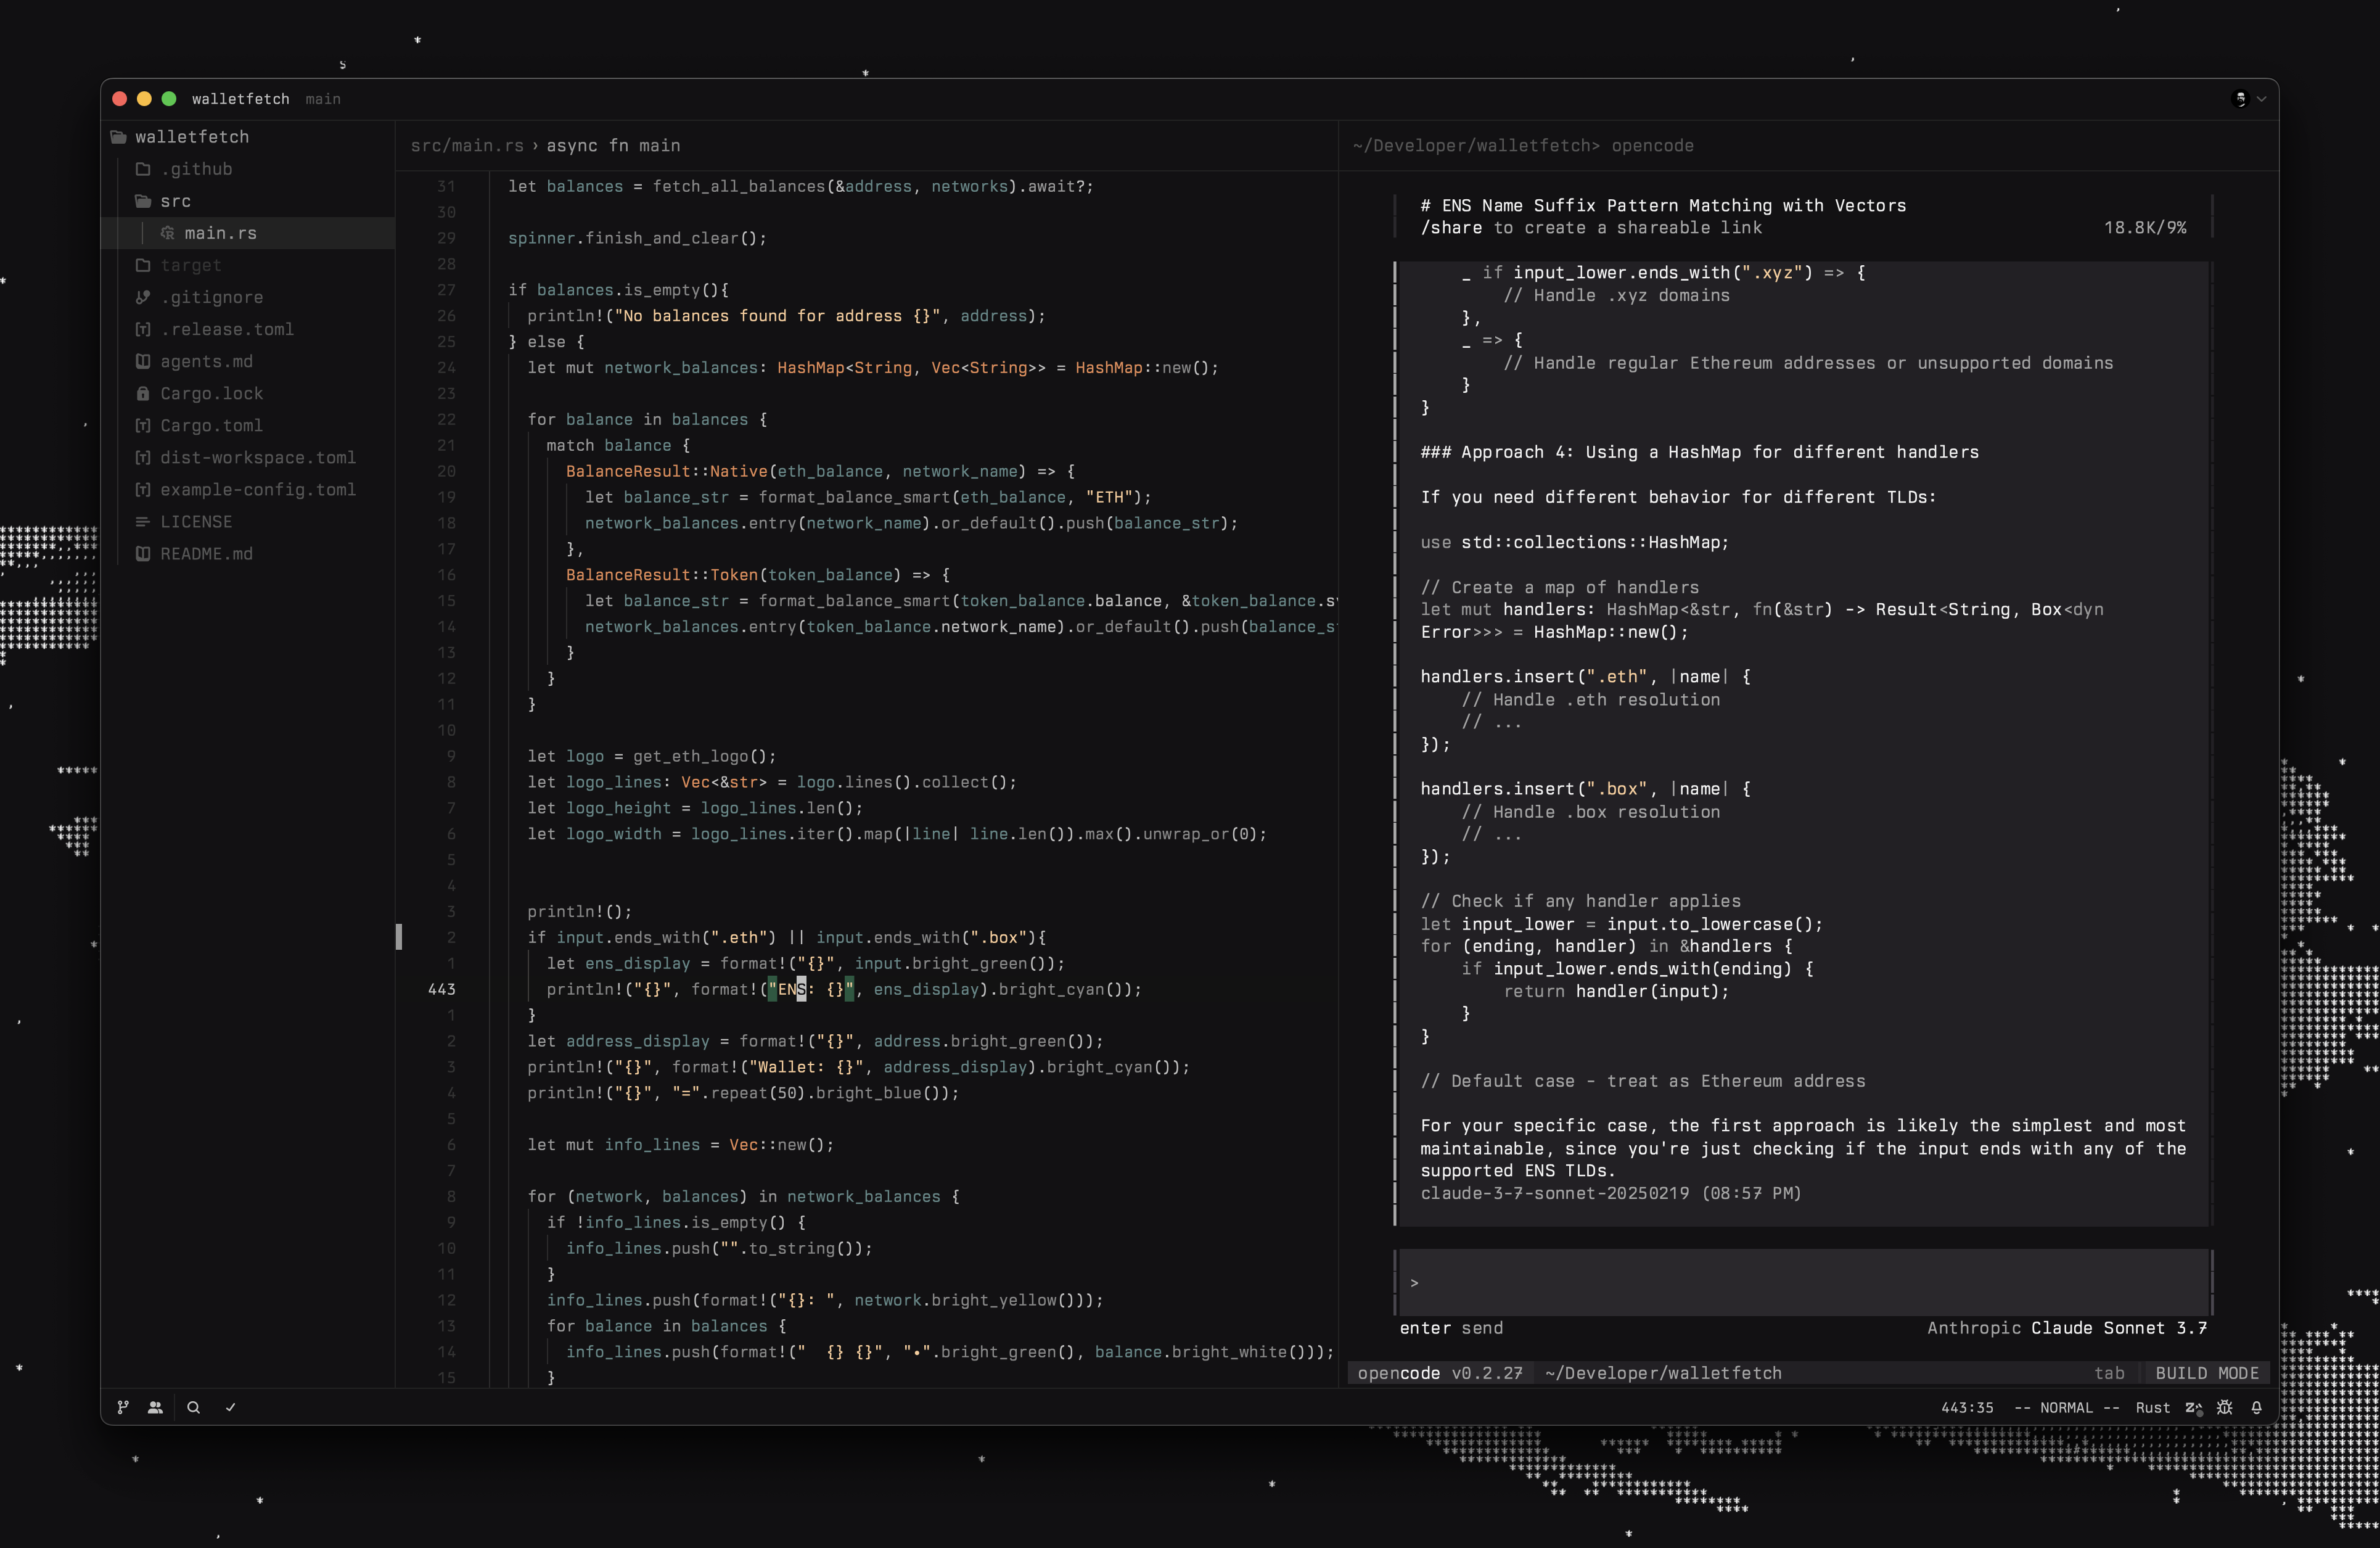 walletfetch main
walletfetch
.github
src
main.rs
target
.gitignore
.release.toml
agents.md
Cargo.lock
Cargo.toml
dist-workspace.toml
example-config.toml
LICENSE
README.md
src/main.rs › async fn main
31 let balances = fetch_all_balances(&address, networks).await?;
30
29 spinner.finish_and_clear();
28
27 if balances.is_empty(){
26 println!("No balances found for address {}", address);
25 } else {
24 let mut network_balances: HashMap<String, Vec<String>> = HashMap::new();
23
22 for balance in balances {
21 match balance {
20 BalanceResult::Native(eth_balance, network_name) => {
19 let balance_str = format_balance_smart(eth_balance, "ETH");
18 network_balances.entry(network_name).or_default().push(balance_str);
17 },
16 BalanceResult::Token(token_balance) => {
15 let balance_str = format_balance_smart(token_balance.balance, &token_balance.s
14 network_balances.entry(token_balance.network_name).or_default().push(balance_s
13 }
12 }
11 }
10
9 let logo = get_eth_logo();
8 let logo_lines: Vec<&str> = logo.lines().collect();
7 let logo_height = logo_lines.len();
6 let logo_width = logo_lines.iter().map(|line| line.len()).max().unwrap_or(0);
5
4
3 println!();
2 if input.ends_with(".eth") || input.ends_with(".box"){
1 let ens_display = format!("{}", input.bright_green());
443 println!("{}", format!("ENS: {}", ens_display).bright_cyan());
1 }
2 let address_display = format!("{}", address.bright_green());
3 println!("{}", format!("Wallet: {}", address_display).bright_cyan());
4 println!("{}", "=".repeat(50).bright_blue());
5
6 let mut info_lines = Vec::new();
7
8 for (network, balances) in network_balances {
9 if !info_lines.is_empty() {
10 info_lines.push("".to_string());
11 }
12 info_lines.push(format!("{}: ", network.bright_yellow()));
13 for balance in balances {
14 info_lines.push(format!("  {} {}", "•".bright_green(), balance.bright_white()));
15 }
~/Developer/walletfetch> opencode
# ENS Name Suffix Pattern Matching with Vectors
/share to create a shareable link 18.8K/9%
_ if input_lower.ends_with(".xyz") => {
// Handle .xyz domains
},
_ => {
// Handle regular Ethereum addresses or unsupported domains
}
}
### Approach 4: Using a HashMap for different handlers
If you need different behavior for different TLDs:
use std::collections::HashMap;
// Create a map of handlers
let mut handlers: HashMap<&str, fn(&str) -> Result<String, Box<dyn
Error>>> = HashMap::new();
handlers.insert(".eth", |name| {
// Handle .eth resolution
// ...
});
handlers.insert(".box", |name| {
// Handle .box resolution
// ...
});
// Check if any handler applies
let input_lower = input.to_lowercase();
for (ending, handler) in &handlers {
if input_lower.ends_with(ending) {
return handler(input);
}
}
// Default case - treat as Ethereum address
For your specific case, the first approach is likely the simplest and most
maintainable, since you're just checking if the input ends with any of the
supported ENS TLDs.
claude-3-7-sonnet-20250219 (08:57 PM)
>
enter send Anthropic Claude Sonnet 3.7
opencode v0.2.27 ~/Developer/walletfetch tab BUILD MODE
443:35 -- NORMAL -- Rust